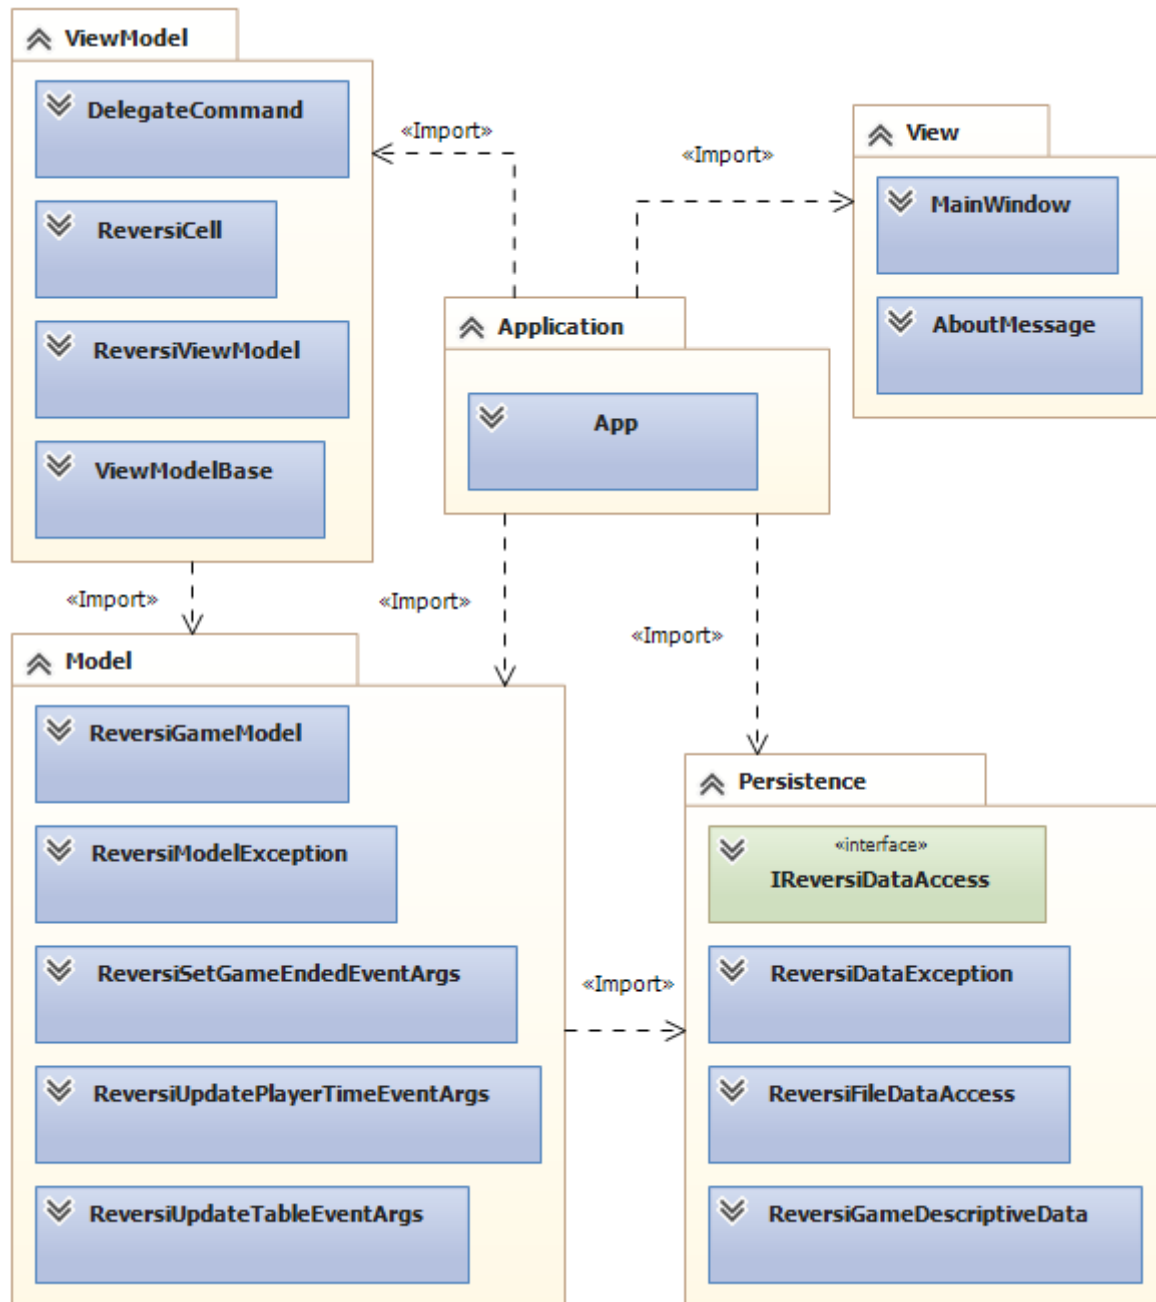 ViewModel
DelegateCommand
ReversiCell
ReversiViewModel
ViewModelBase
«Import»
«Import»
View
MainWindow
AboutMessage
Application
App
«Import»
«Import»
«Import»
Model
ReversiGameModel
ReversiModelException
ReversiSetGameEndedEventArgs
ReversiUpdatePlayerTimeEventArgs
ReversiUpdateTableEventArgs
«Import»
Persistence
«interface»
IReversiDataAccess
ReversiDataException
ReversiFileDataAccess
ReversiGameDescriptiveData